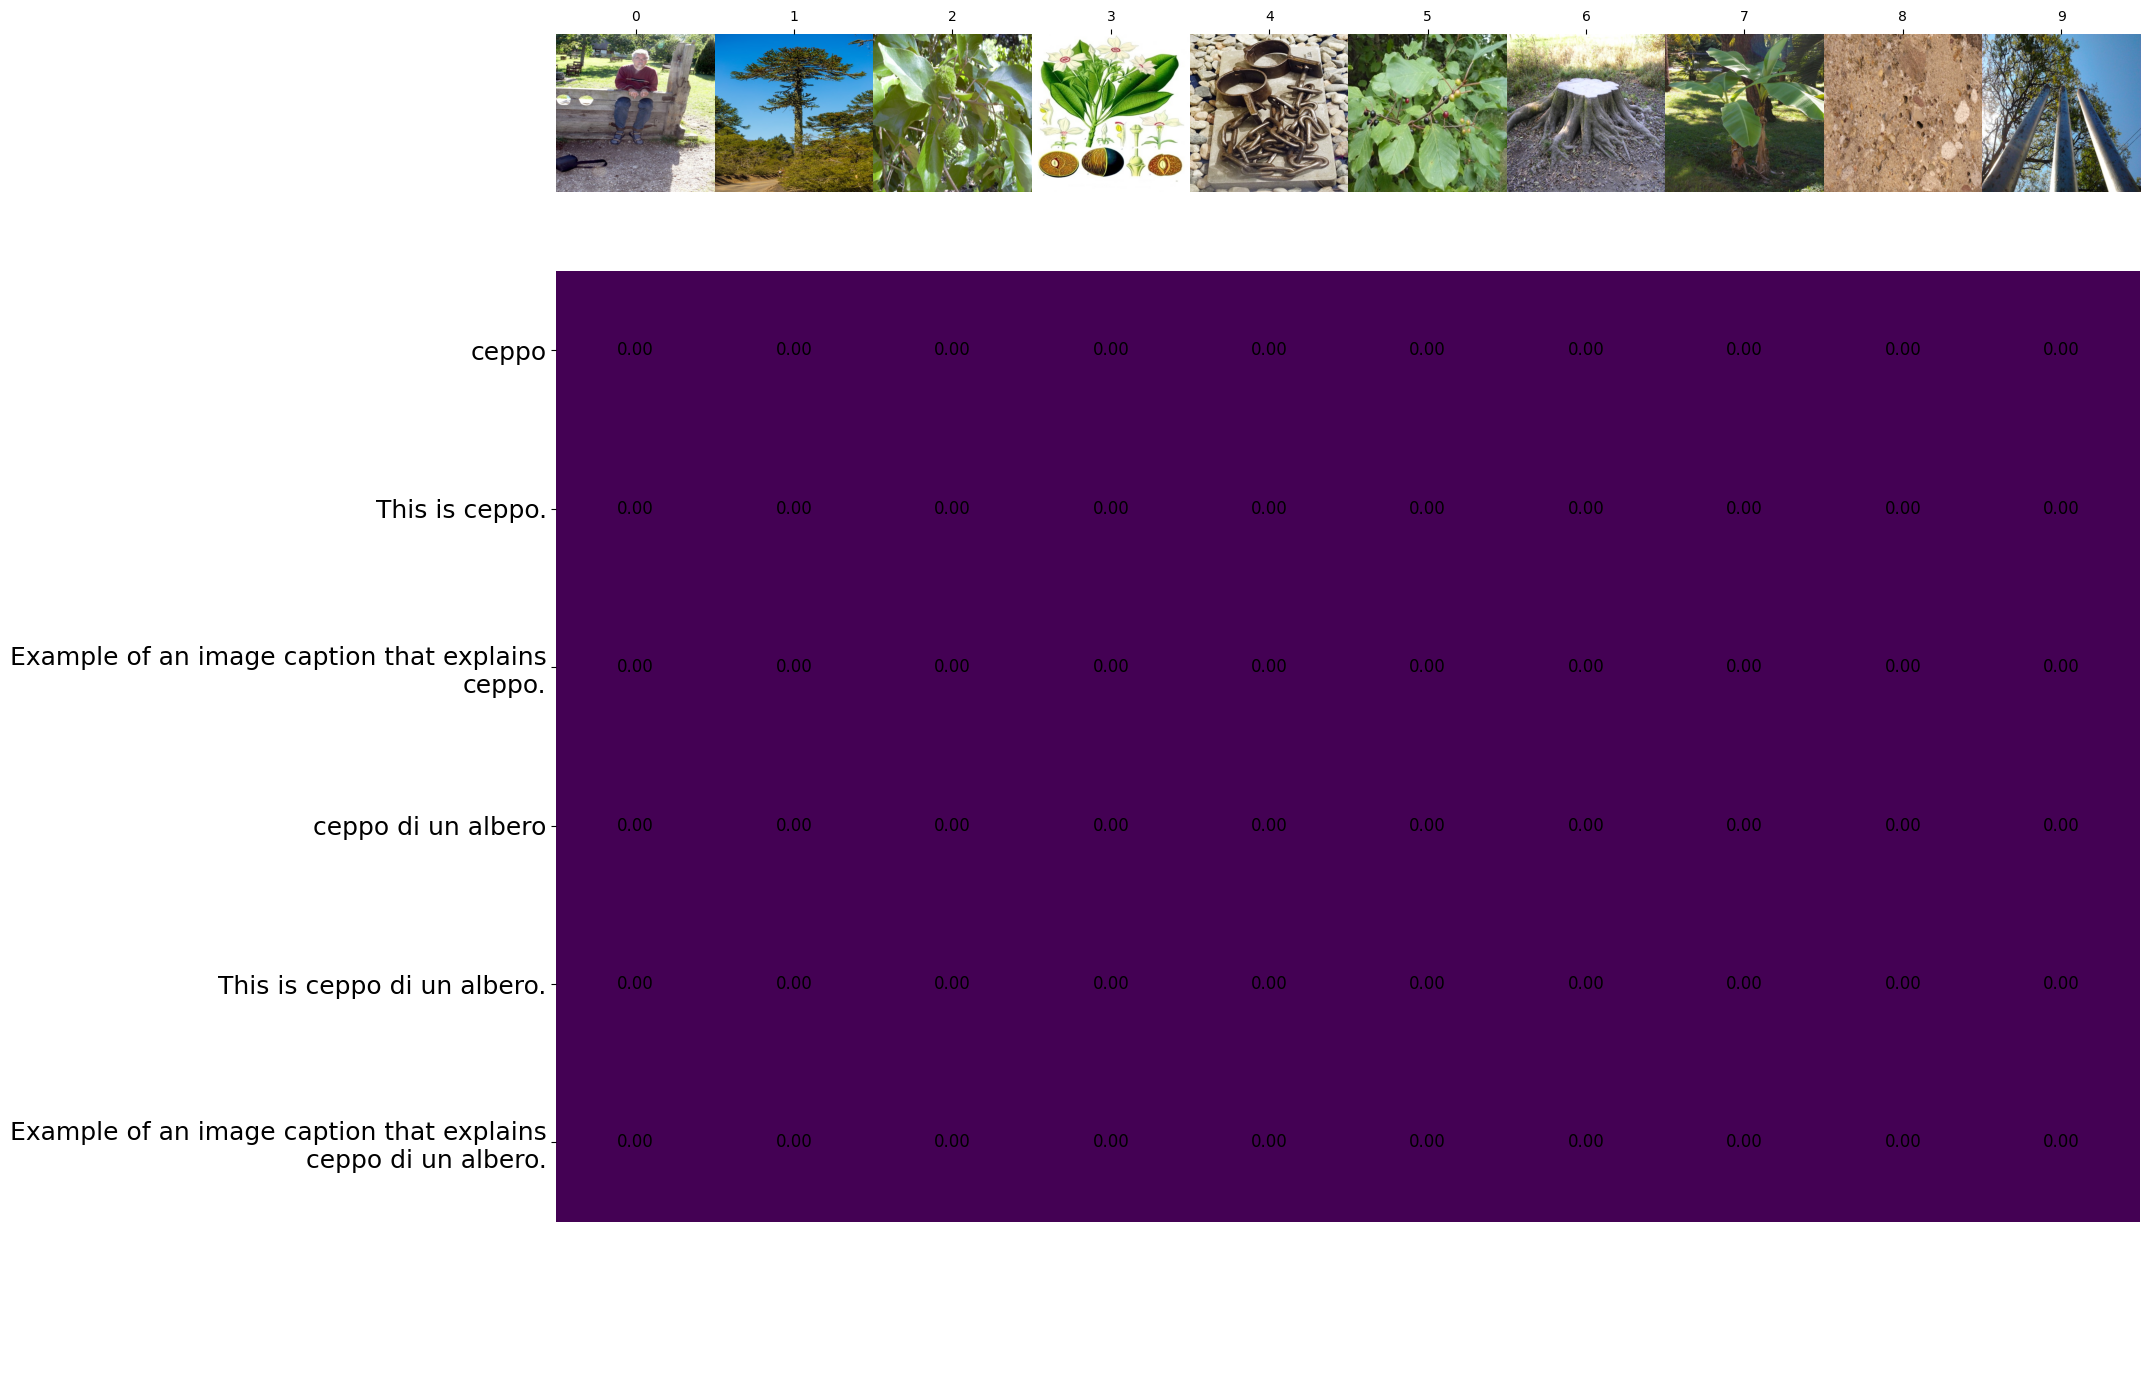 0 1 2 3 4 5 6 7 8 9
ceppo 0.00 0.00 0.00 0.00 0.00 0.00 0.00 0.00 0.00 0.00
This is ceppo. 0.00 0.00 0.00 0.00 0.00 0.00 0.00 0.00 0.00 0.00
Example of an image caption that explains
ceppo. 0.00 0.00 0.00 0.00 0.00 0.00 0.00 0.00 0.00 0.00
ceppo di un albero 0.00 0.00 0.00 0.00 0.00 0.00 0.00 0.00 0.00 0.00
This is ceppo di un albero. 0.00 0.00 0.00 0.00 0.00 0.00 0.00 0.00 0.00 0.00
Example of an image caption that explains
ceppo di un albero. 0.00 0.00 0.00 0.00 0.00 0.00 0.00 0.00 0.00 0.00